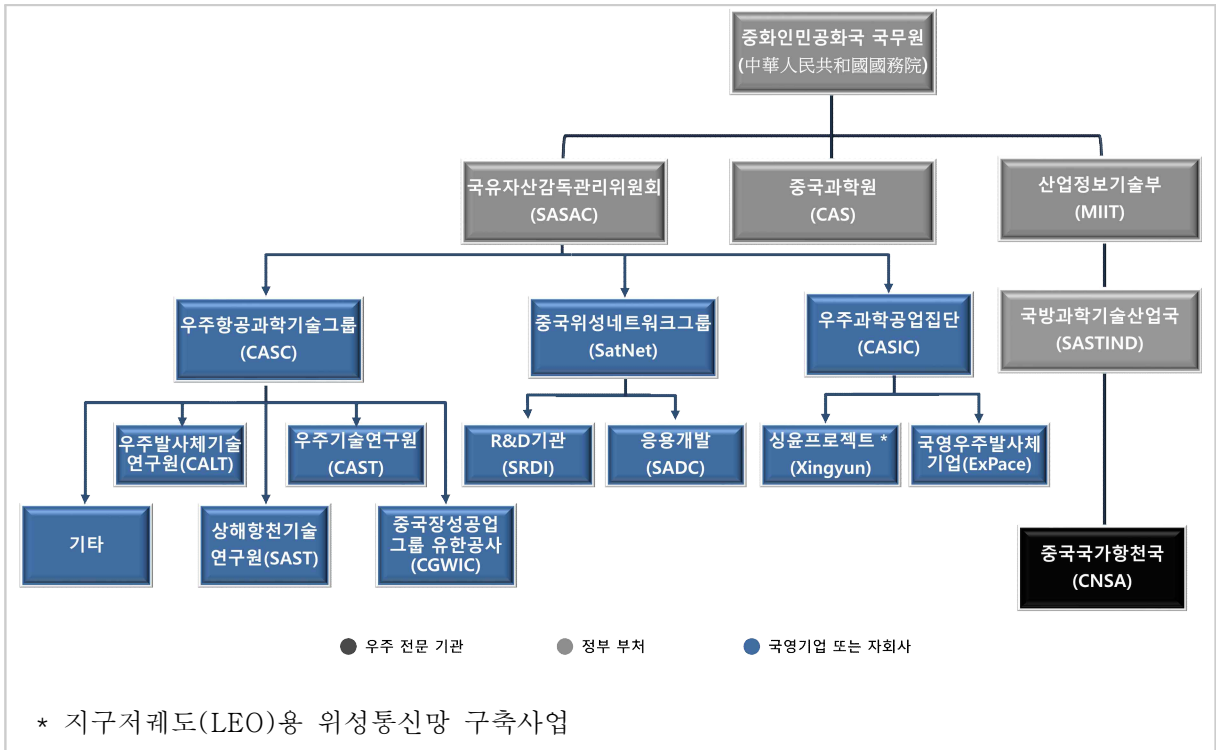 중화인민공화국 국무원
(中華人民共和國國務院)
국유자산감독관리위원회
(SASAC)
중국과학원
(CAS)
산업정보기술부
(MIIT)
우주항공과학기술그룹
(CASC)
중국위성네트워크그룹
(SatNet)
우주과학공업집단
(CASIC)
국방과학기술산업국
(SASTIND)
우주발사체기술
연구원(CALT)
우주기술연구원
(CAST)
R&D기관
(SRDI)
응용개발
(SADC)
싱윤프로젝트 *
(Xingyun)
국영우주발사체
기업(ExPace)
기타
상해항천기술
연구원(SAST)
중국장성공업
그룹 유한공사
(CGWIC)
중국국가항천국
(CNSA)
우주 전문 기관
정부 부처
국영기업 또는 자회사
* 지구저궤도(LEO)용 위성통신망 구축사업